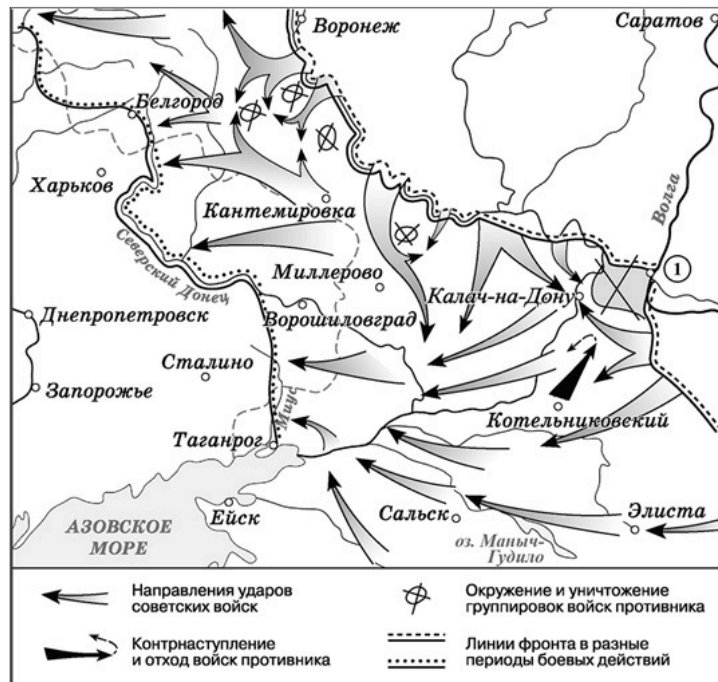 Воронеж
Саратов
Белгород
Харьков
Волга
Кантемировка
Северский Донец
Миллерово
1
Калач-на-Дону
Днепропетровск
Ворошиловград
Сталино
Запорожье
Миус
Котельниковский
Таганрог
Ейск
Сальск
Элиста
АЗОВСКОЕ
МОРЕ
оз. Маныч-
Гудило
Направления ударов
советских войск
Окружение и уничтожение
группировок войск противника
Контрнаступление
и отход войск противника
Линии фронта в разные
периоды боевых действий